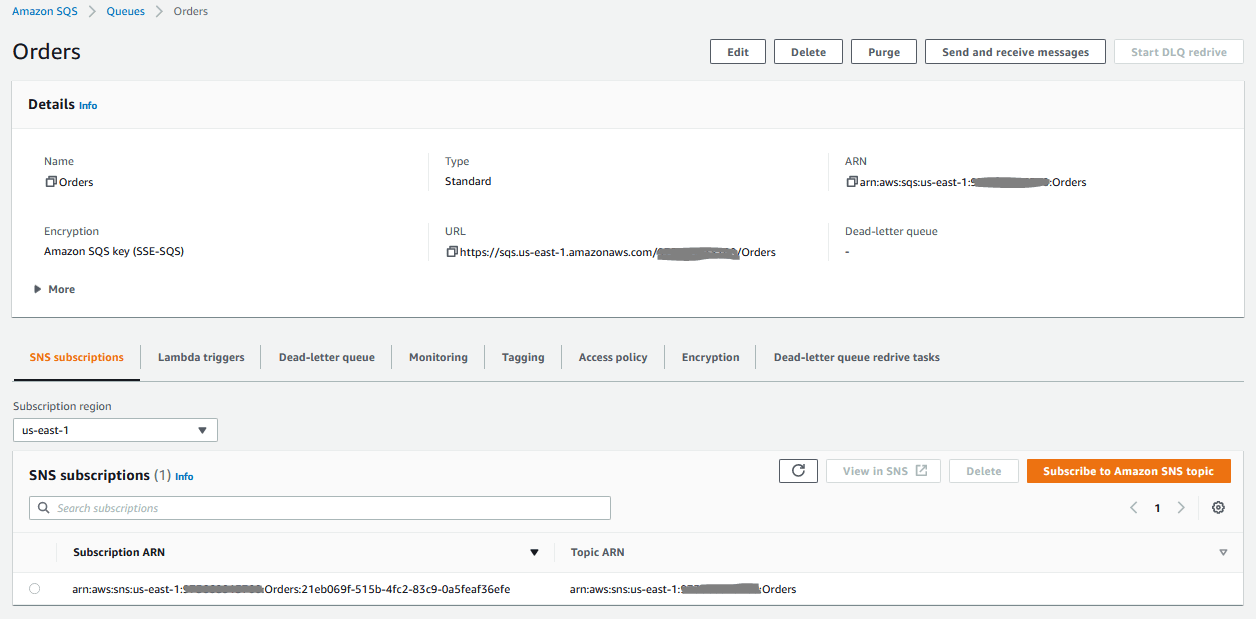 Amazon SQS > Queues > Orders
Orders
Edit Delete Purge Send and receive messages Start DLQ redrive
Details Info
Name Type ARN
Orders Standard arn:aws:sqs:us-east-1: :Orders
Encryption URL Dead-letter queue
Amazon SQS key (SSE-SQS) https://sqs.us-east-1.amazonaws.com/ /Orders -
More
SNS subscriptions Lambda triggers Dead-letter queue Monitoring Tagging Access policy Encryption Dead-letter queue redrive tasks
Subscription region
us-east-1
SNS subscriptions (1) Info View in SNS Delete Subscribe to Amazon SNS topic
Search subscriptions 1
Subscription ARN Topic ARN
arn:aws:sns:us-east-1: :Orders:21eb069f-515b-4fc2-83c9-0a5feaf36efe arn:aws:sns:us-east-1: :Orders